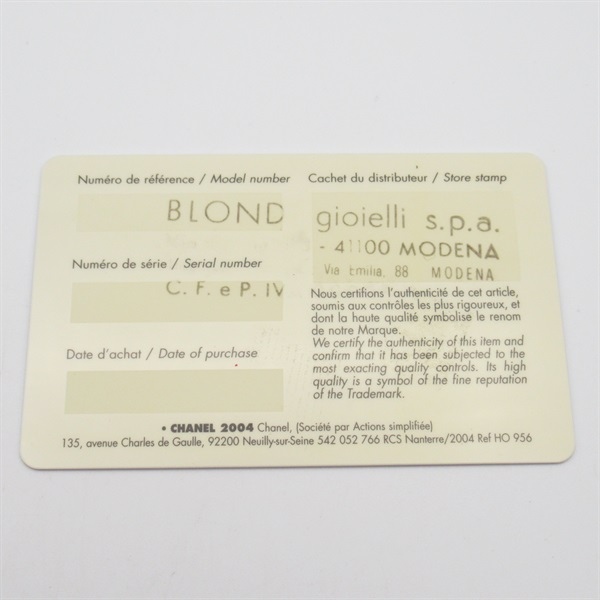 Numéro de référence / Model number
BLOND
Numéro de série / Serial number
C. F. e P. IV
Date d'achat / Date of purchase
Cachet du distributeur / Store stamp
gioielli s.p.a.
- 41100 MODENA
Via Emilia, 88 MODENA
Nous certifions l'authenticité de cet article,
soumis aux contrôles les plus rigoureux, et
dont la haute qualité symbolise le renom
de notre Marque.
We certify the authenticity of this item and
confirm that it has been subjected to the
most exacting quality controls. Its high
quality is a symbol of the fine reputation
of the Trademark.
• CHANEL 2004 Chanel, (Société par Actions simplifiée)
135, avenue Charles de Gaulle, 92200 Neuilly-sur-Seine 542 052 766 RCS Nanterre/2004 Ref HO 956